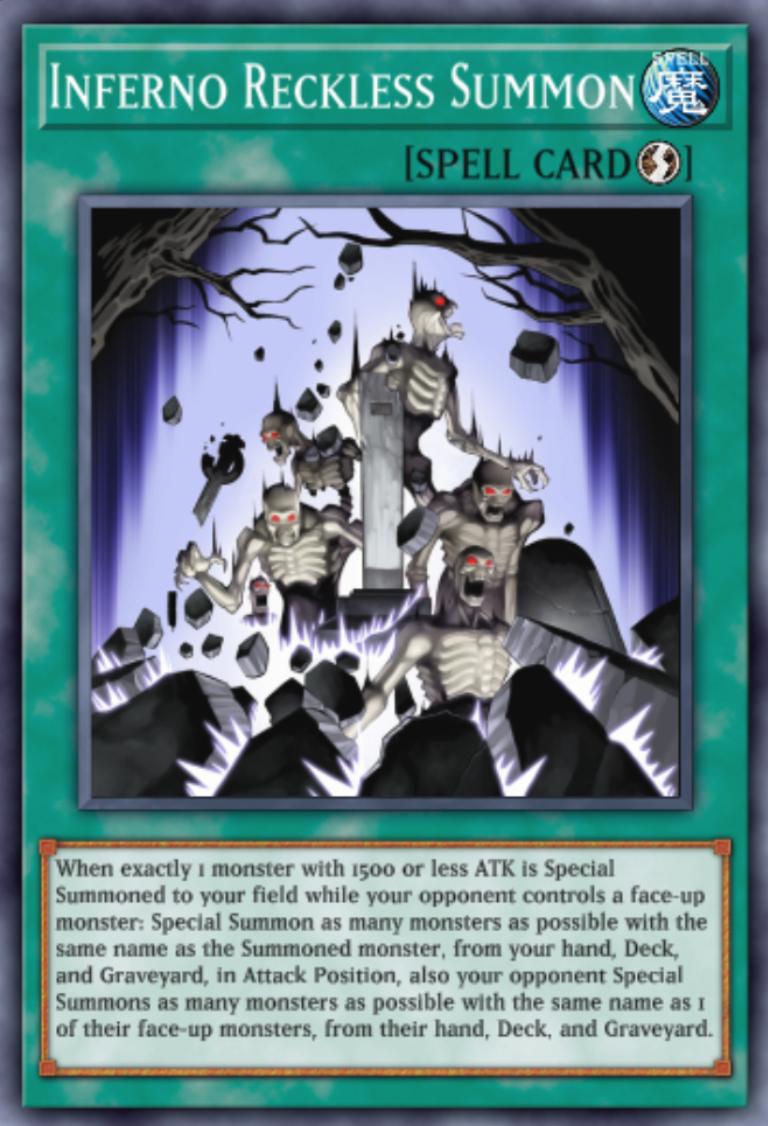 Inferno Reckless Summon
SPELL
魔
[SPELL CARD]
When exactly 1 monster with 1500 or less ATK is Special
Summoned to your field while your opponent controls a face-up
monster: Special Summon as many monsters as possible with the
same name as the Summoned monster, from your hand, Deck,
and Graveyard, in Attack Position, also your opponent Special
Summons as many monsters as possible with the same name as 1
of their face-up monsters, from their hand, Deck, and Graveyard.